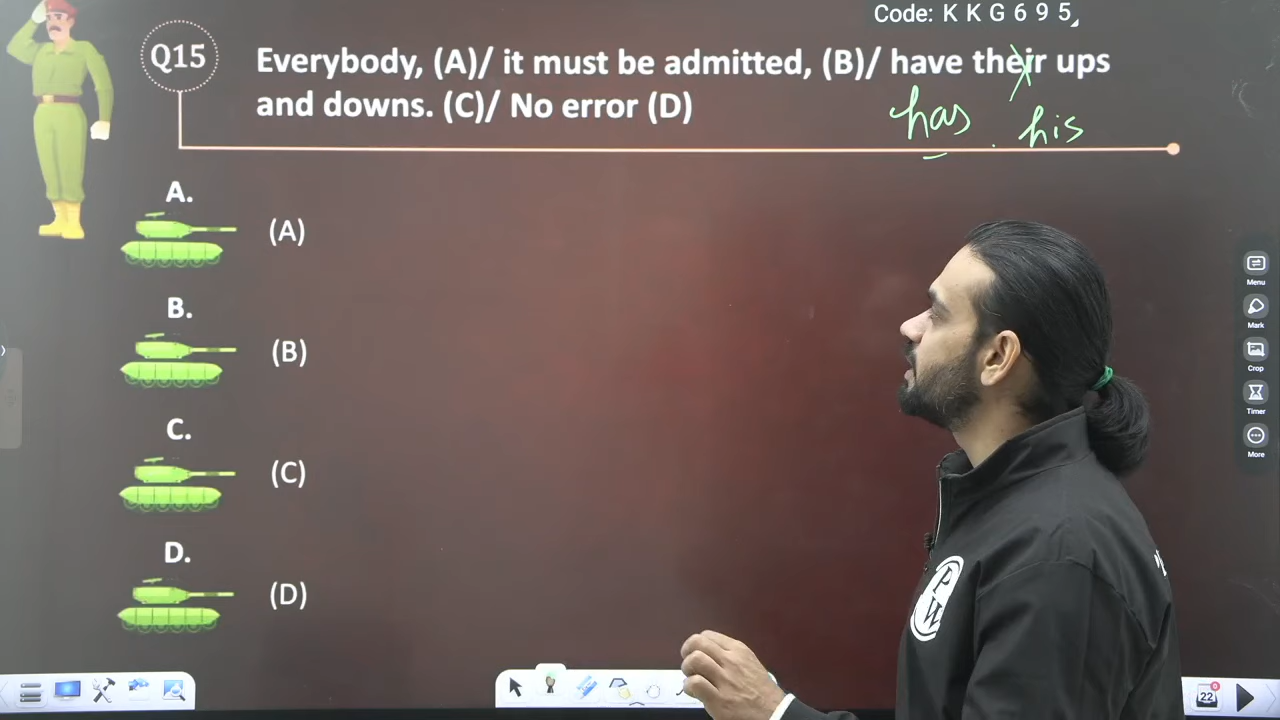 Code: K K G 6 9 5
Q15
Everybody, (A)/ it must be admitted, (B)/ have their ups
and downs. (C)/ No error (D)
has his
A.
(A)
B.
(B)
C.
(C)
D.
(D)
Menu
Mark
Crop
Timer
More
PW
22